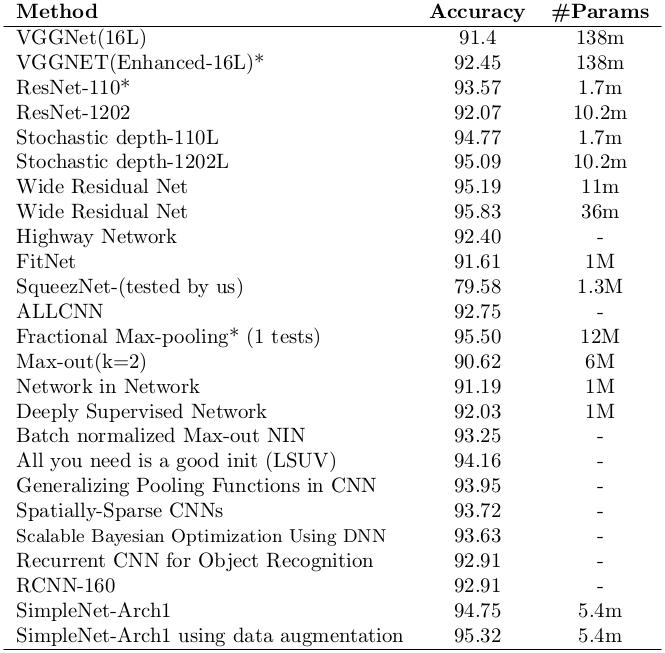 Method Accuracy #Params
VGGNet(16L) 91.4 138m
VGGNET(Enhanced-16L)* 92.45 138m
ResNet-110* 93.57 1.7m
ResNet-1202 92.07 10.2m
Stochastic depth-110L 94.77 1.7m
Stochastic depth-1202L 95.09 10.2m
Wide Residual Net 95.19 11m
Wide Residual Net 95.83 36m
Highway Network 92.40 -
FitNet 91.61 1M
SqueezNet-(tested by us) 79.58 1.3M
ALLCNN 92.75 -
Fractional Max-pooling* (1 tests) 95.50 12M
Max-out(k=2) 90.62 6M
Network in Network 91.19 1M
Deeply Supervised Network 92.03 1M
Batch normalized Max-out NIN 93.25 -
All you need is a good init (LSUV) 94.16 -
Generalizing Pooling Functions in CNN 93.95 -
Spatially-Sparse CNNs 93.72 -
Scalable Bayesian Optimization Using DNN 93.63 -
Recurrent CNN for Object Recognition 92.91 -
RCNN-160 92.91 -
SimpleNet-Arch1 94.75 5.4m
SimpleNet-Arch1 using data augmentation 95.32 5.4m